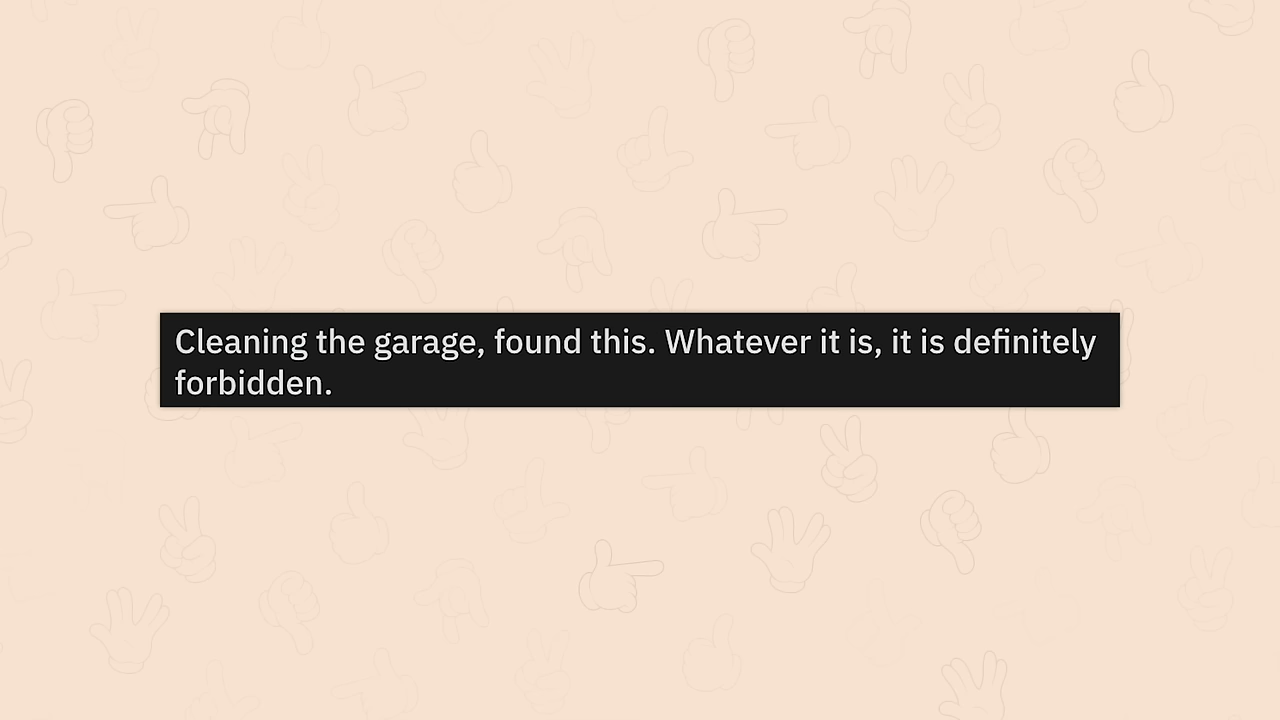 Cleaning the garage, found this. Whatever it is, it is definitely
forbidden.